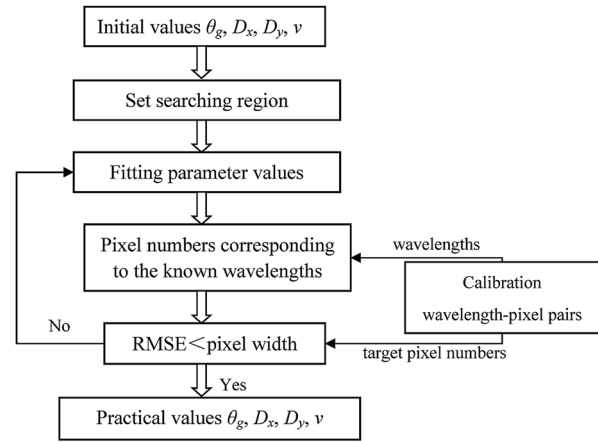 Initial values θg, Dx, Dy, v
Set searching region
Fitting parameter values
Pixel numbers corresponding
to the known wavelengths
wavelengths
Calibration
wavelength-pixel pairs
No
RMSE＜pixel width
target pixel numbers
Yes
Practical values θg, Dx, Dy, v